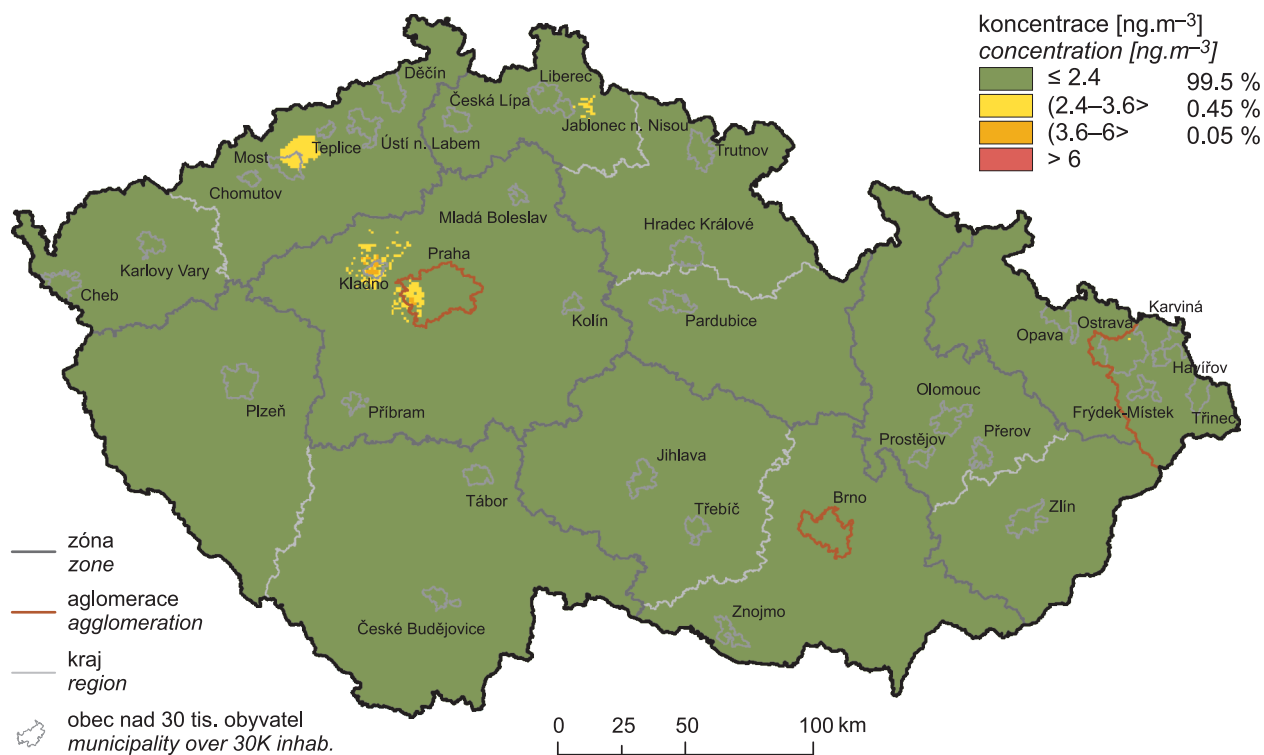 koncentrace [ng.m–3]
concentration [ng.m–3]
≤ 2.4 99.5 %
(2.4–3.6> 0.45 %
(3.6–6> 0.05 %
> 6
Děčín
Liberec
Česká Lípa
Jablonec n. Nisou
Teplice
Ústí n. Labem
Most
Trutnov
Chomutov
Mladá Boleslav
Hradec Králové
Praha
Karlovy Vary
Kladno
Cheb
Kolín
Pardubice
Karviná
Opava
Ostrava
Havířov
Olomouc
Plzeň
Příbram
Frýdek-Místek
Třinec
Prostějov
Přerov
Jihlava
Tábor
Třebíč
Brno
Zlín
Znojmo
České Budějovice
zóna
zone
aglomerace
agglomeration
kraj
region
obec nad 30 tis. obyvatel
municipality over 30K inhab.
0 25 50 100 km